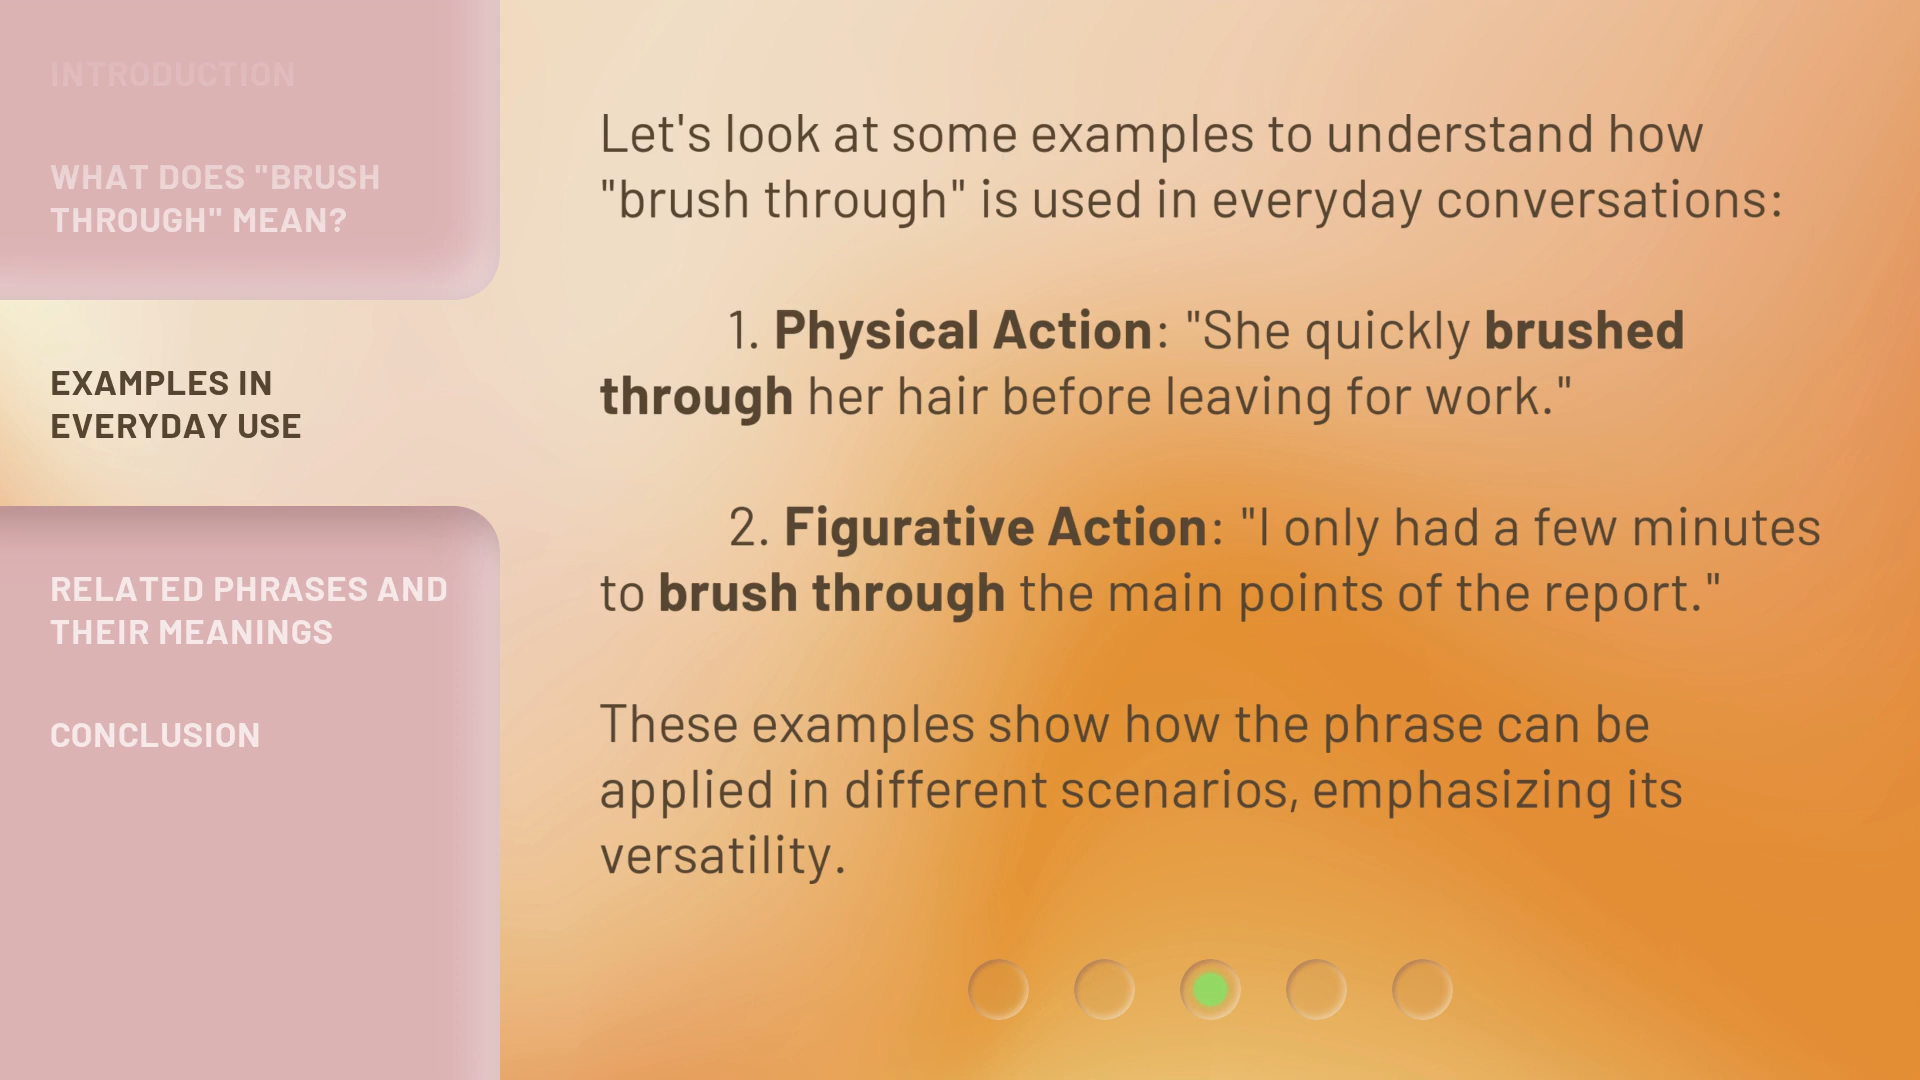 INTRODUCTION
WHAT DOES "BRUSH
THROUGH" MEAN?
EXAMPLES IN
EVERYDAY USE
RELATED PHRASES AND
THEIR MEANINGS
CONCLUSION
Let's look at some examples to understand how
"brush through" is used in everyday conversations:
1. Physical Action: "She quickly brushed
through her hair before leaving for work."
2. Figurative Action: "I only had a few minutes
to brush through the main points of the report."
These examples show how the phrase can be
applied in different scenarios, emphasizing its
versatility.